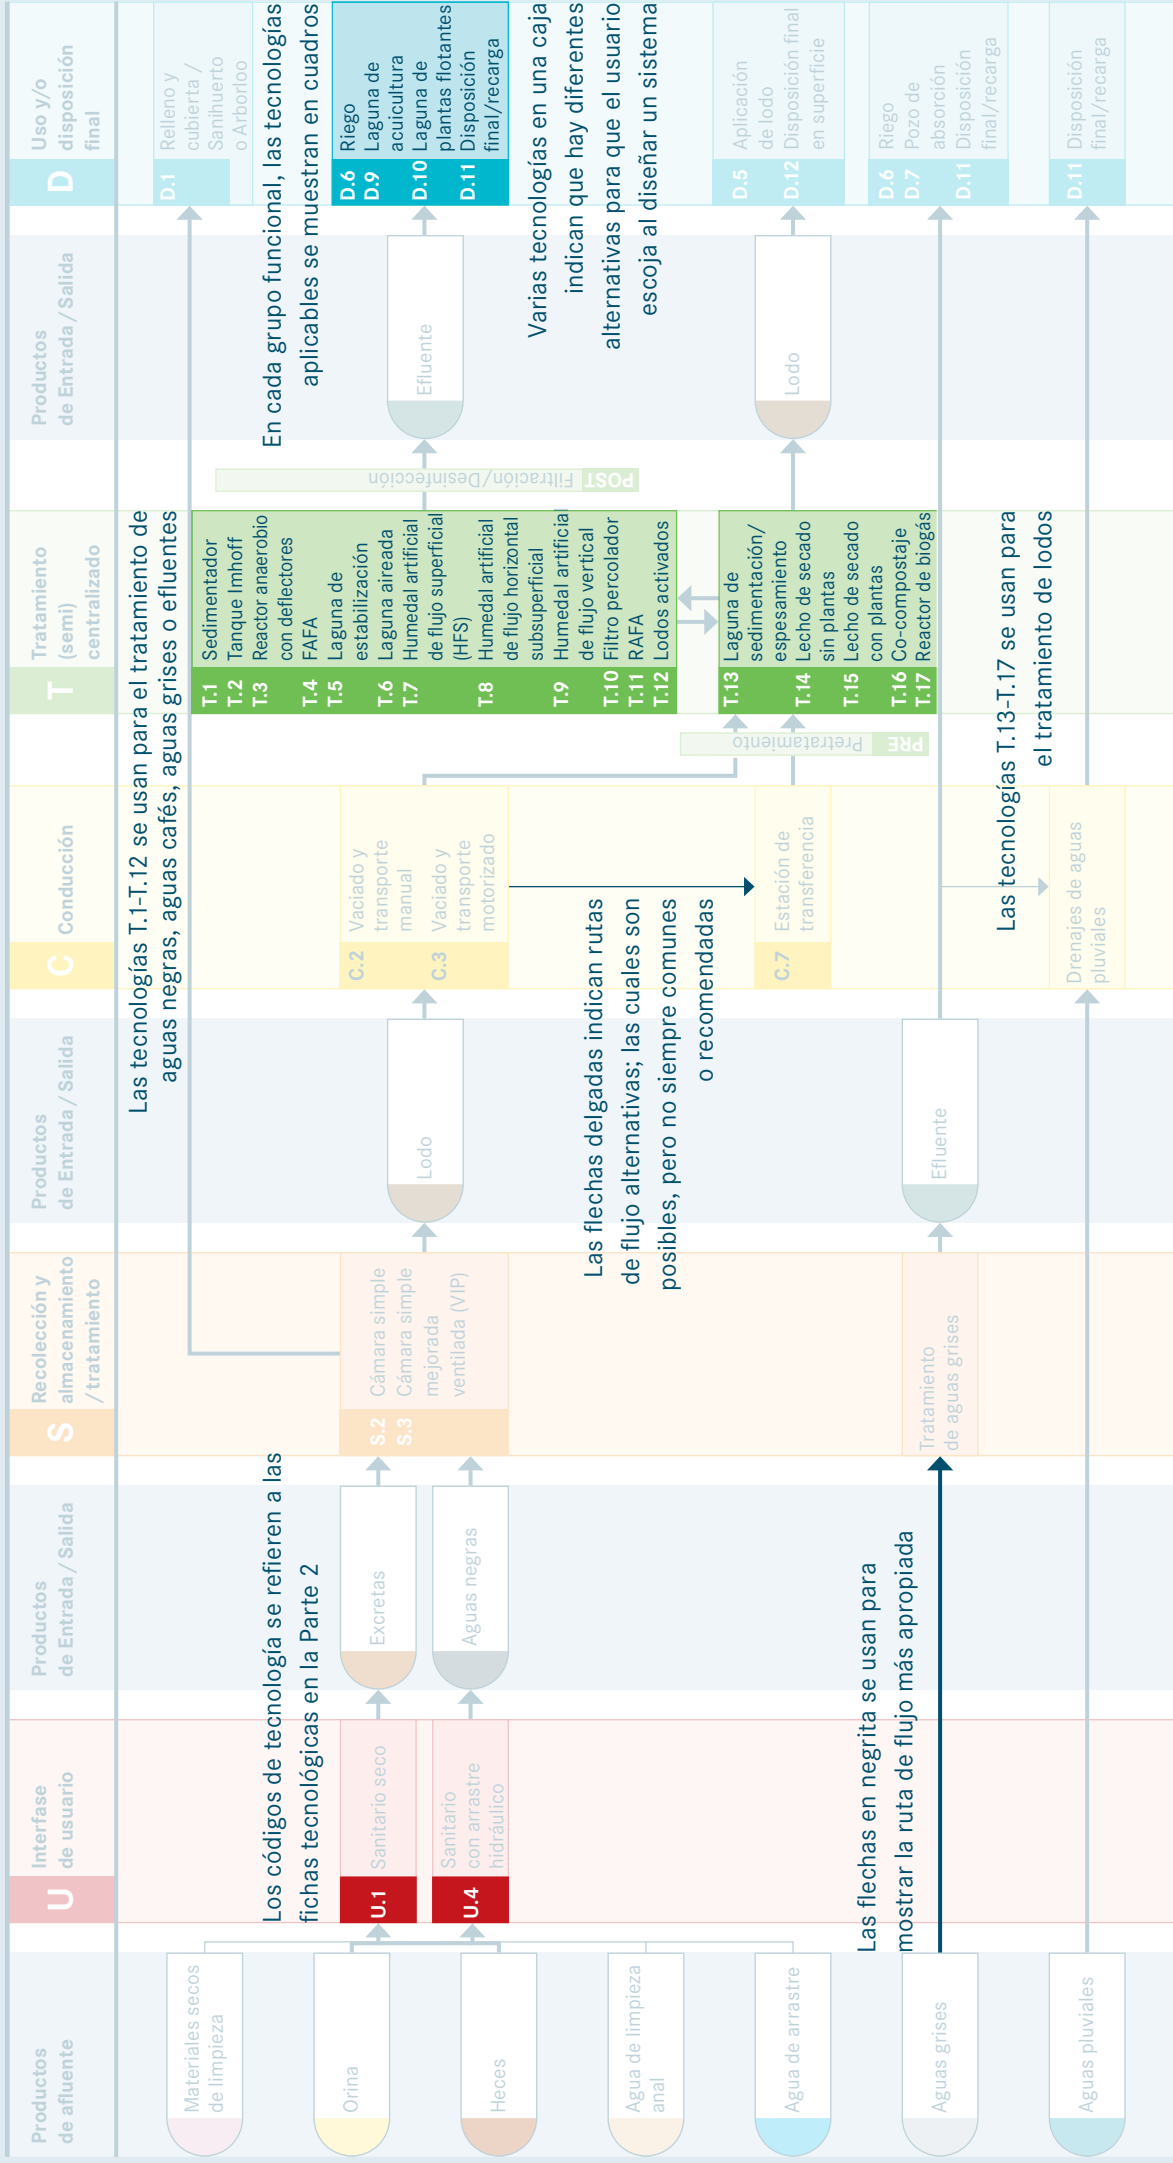 Productos
de afluente
U
Interfase
de usuario
Productos
de Entrada / Salida
S
Recolección y
almacenamiento
/ tratamiento
Productos
de Entrada / Salida
C
Conducción
Productos
de Entrada / Salida
T
Tratamiento
(semi)
centralizado
Productos
de Entrada / Salida
D
Uso y/o
disposición
final
Materiales secos
de limpieza
Orina
Heces
Agua de limpieza
anal
Agua de arrastre
Aguas grises
Aguas pluviales
Los códigos de tecnología se refieren a las
fichas tecnológicas en la Parte 2
U.1 Sanitario seco
U.4 Sanitario
con arrastre
hidráulico
Las flechas en negrita se usan para
mostrar la ruta de flujo más apropiada
Excretas
Aguas negras
S.2 Cámara simple
S.3 Cámara simple
mejorada
ventilada (VIP)
Tratamiento
de aguas grises
Lodo
Efluente
Las flechas delgadas indican rutas
de flujo alternativas; las cuales son
posibles, pero no siempre comunes
o recomendadas
C.2 Vaciado y
transporte
manual
C.3 Vaciado y
transporte
motorizado
C.7 Estación de
transferencia
Drenajes de aguas
pluviales
Las tecnologías T.1-T.12 se usan para el tratamiento de
aguas negras, aguas cafés, aguas grises o efluentes
PRE Pretratamiento
T.1 Sedimentador
T.2 Tanque Imhoff
T.3 Reactor anaerobio
con deflectores
T.4 FAFA
T.5 Laguna de
estabilización
T.6 Laguna aireada
T.7 Humedal artificial
de flujo superficial
(HFS)
T.8 Humedal artificial
de flujo horizontal
subsuperficial
T.9 Humedal artificial
de flujo vertical
T.10 Filtro percolador
T.11 RAFA
T.12 Lodos activados
T.13 Laguna de
sedimentación/
espesamiento
T.14 Lecho de secado
sin plantas
T.15 Lecho de secado
con plantas
T.16 Co-compostaje
T.17 Reactor de biogás
Las tecnologías T.13-T.17 se usan para
el tratamiento de lodos
POST Filtración/Desinfección
Efluente
Lodo
En cada grupo funcional, las tecnologías
aplicables se muestran en cuadros
Varias tecnologías en una caja
indican que hay diferentes
alternativas para que el usuario
escoja al diseñar un sistema
D.1 Relleno y
cubierta /
Sanihuerto
o Arborloo
D.6 Riego
D.9 Laguna de
acuicultura
D.10 Laguna de
plantas flotantes
D.11 Disposición
final/recarga
D.5 Aplicación
de lodo
D.12 Disposición final
en superficie
D.6 Riego
D.7 Pozo de
absorción
D.11 Disposición
final/recarga
D.11 Disposición
final/recarga